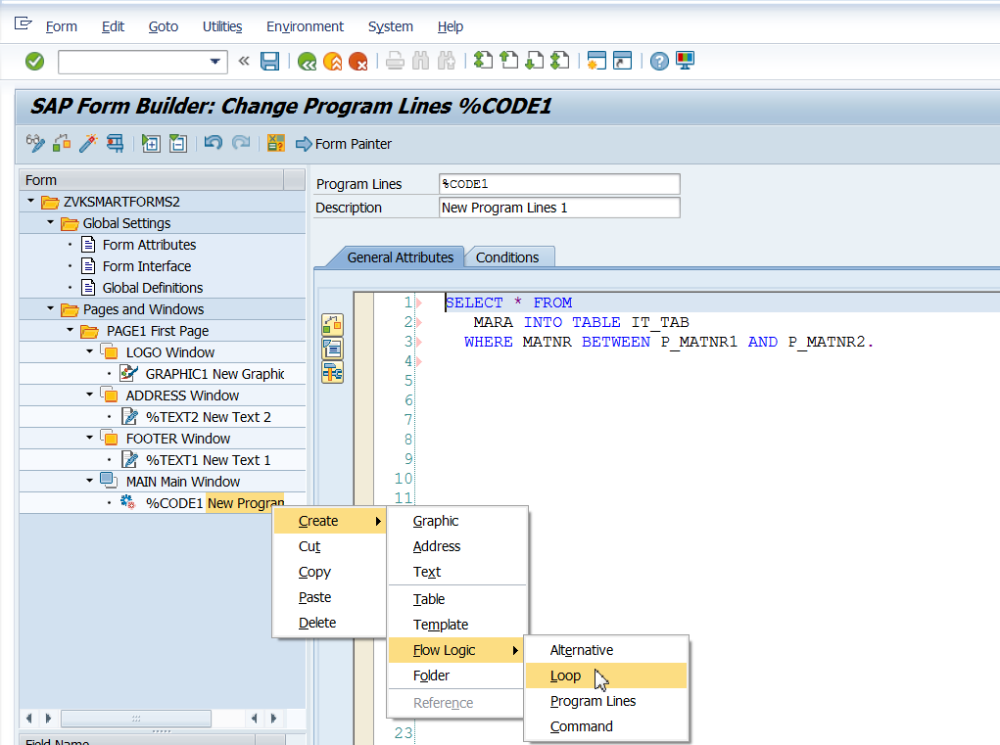 Form Edit Goto Utilities Environment System Help
«
SAP Form Builder: Change Program Lines %CODE1
Form Painter
Form
ZVKSMARTFORMS2
Global Settings
Form Attributes
Form Interface
Global Definitions
Pages and Windows
PAGE1 First Page
LOGO Window
GRAPHIC1 New Graphic
ADDRESS Window
%TEXT2 New Text 2
FOOTER Window
%TEXT1 New Text 1
MAIN Main Window
%CODE1 New Program
Field Name
Program Lines %CODE1
Description New Program Lines 1
General Attributes Conditions
1 SELECT * FROM
2 MARA INTO TABLE IT_TAB
3 WHERE MATNR BETWEEN P_MATNR1 AND P_MATNR2.
4
5
6
7
8
9
10
11
23
Create
Cut
Copy
Paste
Delete
Graphic
Address
Text
Table
Template
Flow Logic
Folder
Reference
Alternative
Loop
Program Lines
Command